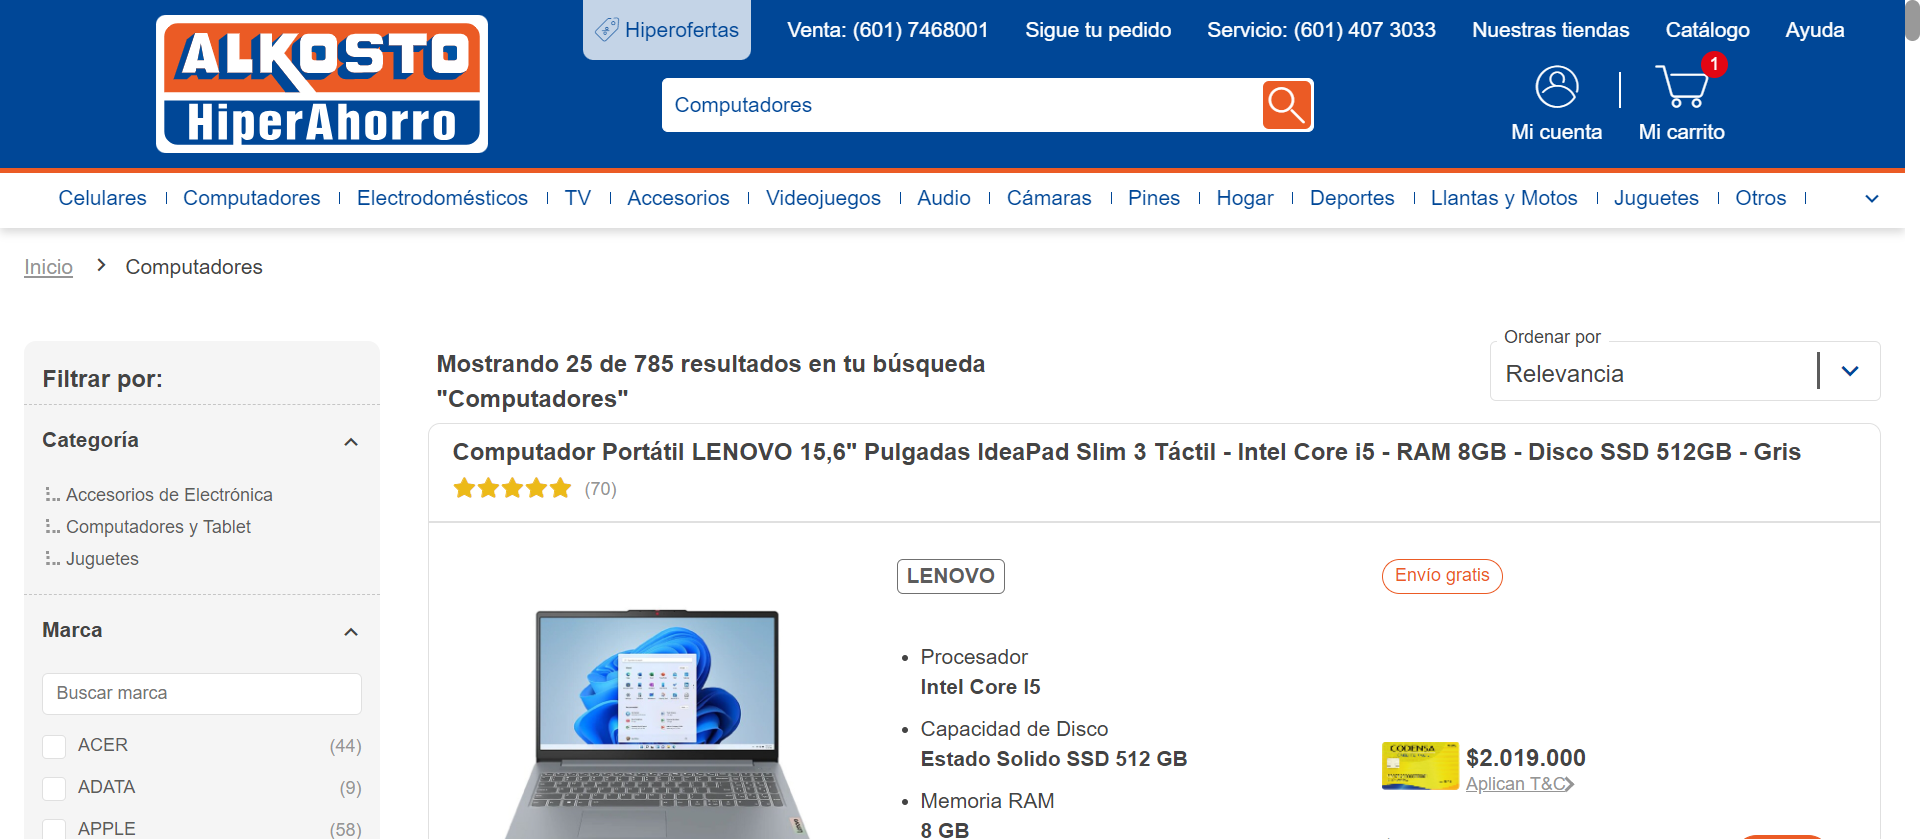 ALKOSTO
HiperAhorro
Hiperofertas
Venta: (601) 7468001
Sigue tu pedido
Servicio: (601) 407 3033
Nuestras tiendas
Catálogo
Ayuda
Computadores
Mi cuenta
1
Mi carrito
Celulares
Computadores
Electrodomésticos
TV
Accesorios
Videojuegos
Audio
Cámaras
Pines
Hogar
Deportes
Llantas y Motos
Juguetes
Otros
Inicio
Computadores
Filtrar por:
Categoría
Accesorios de Electrónica
Computadores y Tablet
Juguetes
Marca
Buscar marca
ACER (44)
ADATA (9)
APPLE (58)
Mostrando 25 de 785 resultados en tu búsqueda
"Computadores"
Ordenar por
Relevancia
Computador Portátil LENOVO 15,6" Pulgadas IdeaPad Slim 3 Táctil - Intel Core i5 - RAM 8GB - Disco SSD 512GB - Gris
(70)
LENOVO
Procesador
Intel Core I5
Capacidad de Disco
Estado Solido SSD 512 GB
Memoria RAM
8 GB
Envío gratis
CODENSA
$2.019.000
Aplican T&C